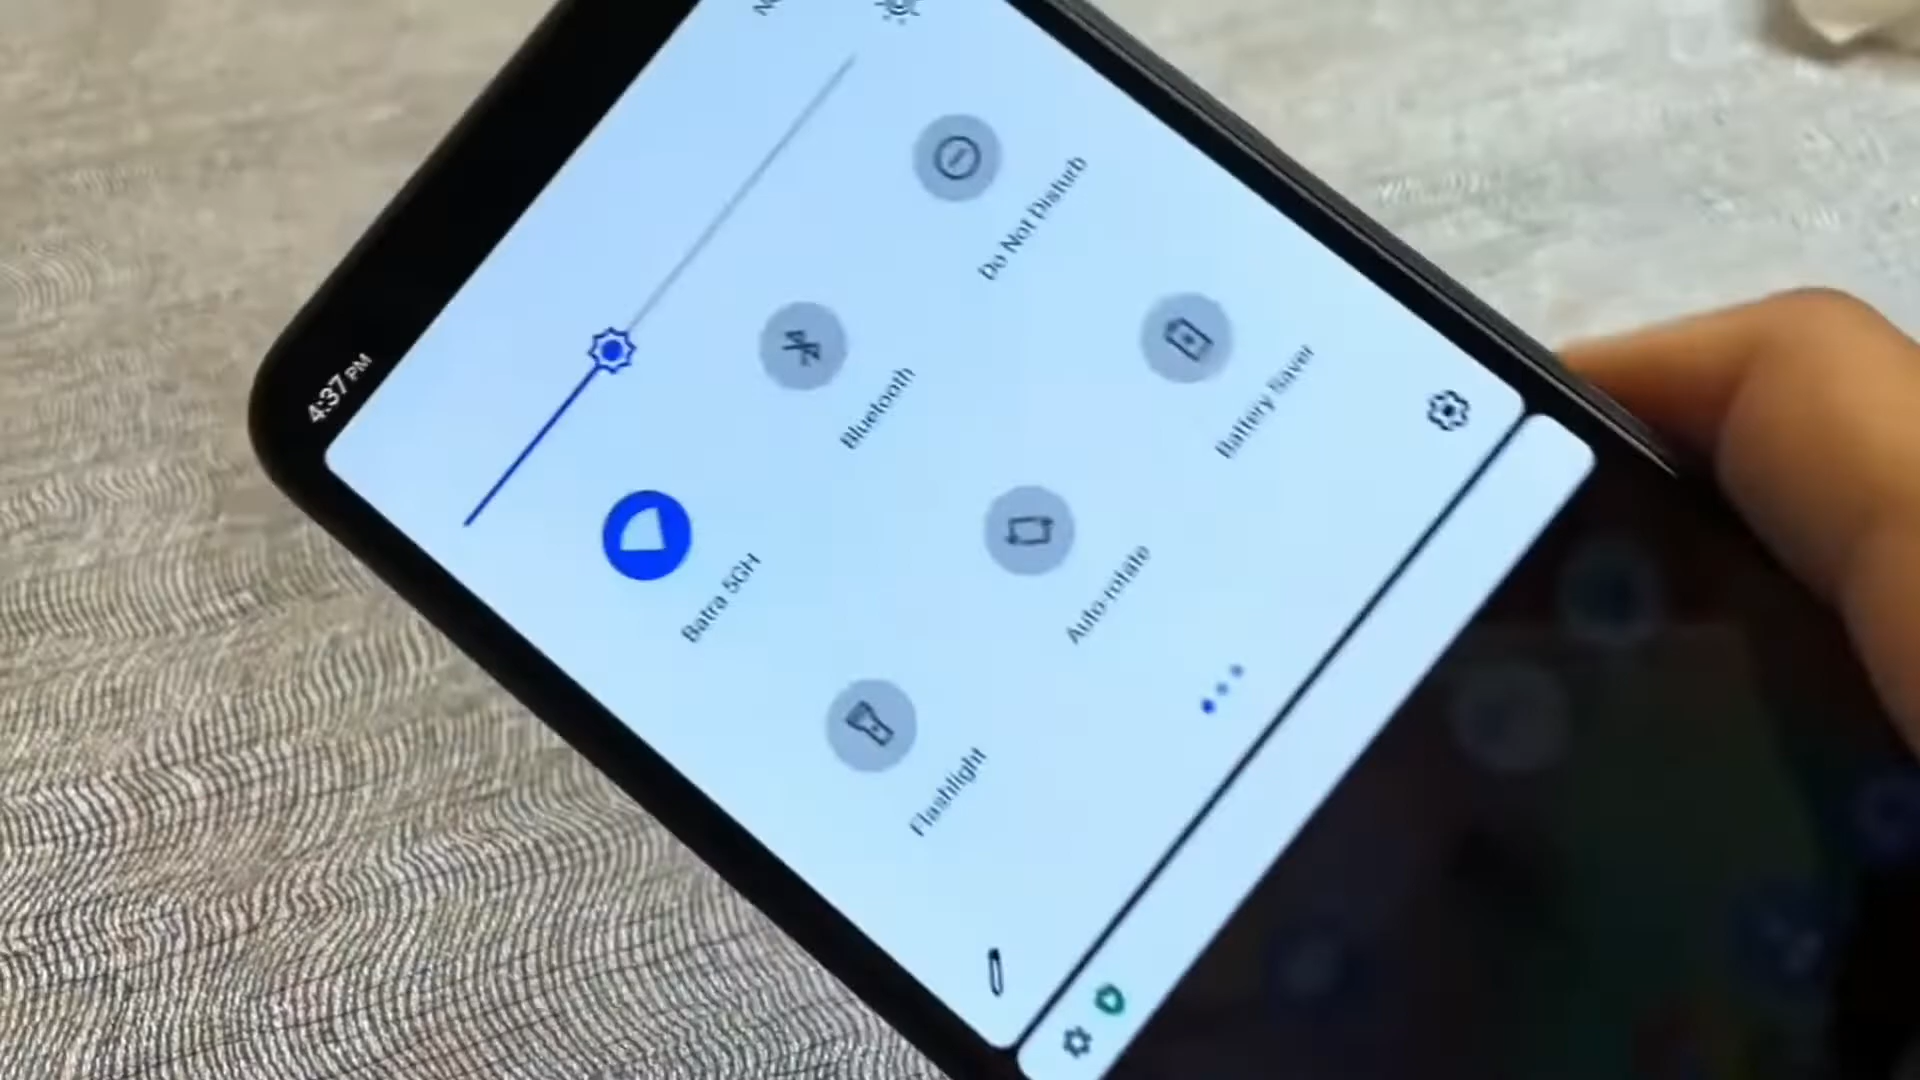 4:37 PM
Batra 5GH
Bluetooth
Do Not Disturb
Flashlight
Auto-rotate
Battery Saver